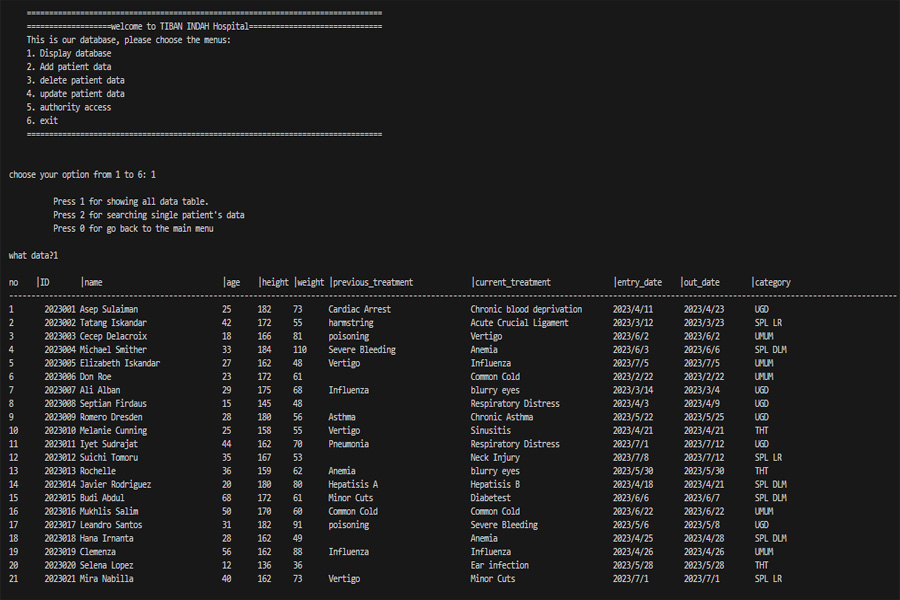 ================================================================================
===================welcome to TIBAN INDAH Hospital==============================
This is our database, please choose the menus:
1. Display database
2. Add patient data
3. delete patient data
4. update patient data
5. authority access
6. exit
================================================================================
choose your option from 1 to 6: 1
Press 1 for showing all data table.
Press 2 for searching single patient's data
Press 0 for go back to the main menu
what data?1
no |ID |name |age |height |weight |previous_treatment |current_treatment |entry_date |out_date |category
--------------------------------------------------------------------------------
1 2023001 Asep Sulaiman 25 182 73 Cardiac Arrest Chronic blood deprivation 2023/4/11 2023/4/23 UGD
2 2023002 Tatang Iskandar 42 172 55 harmstring Acute Crucial Ligament 2023/3/12 2023/3/23 SPL LR
3 2023003 Cecep Delacroix 18 166 81 poisoning Vertigo 2023/6/2 2023/6/2 UMUM
4 2023004 Michael Smither 33 184 110 Severe Bleeding Anemia 2023/6/3 2023/6/6 SPL DLM
5 2023005 Elizabeth Iskandar 27 162 48 Vertigo Influenza 2023/7/5 2023/7/5 UMUM
6 2023006 Don Roe 23 172 61 Common Cold 2023/2/22 2023/2/22 UMUM
7 2023007 Ali Alban 29 175 68 Influenza blurry eyes 2023/3/14 2023/3/4 UGD
8 2023008 Septian Firdaus 15 145 48 Respiratory Distress 2023/4/3 2023/4/9 UGD
9 2023009 Romero Dresden 28 180 56 Asthma Chronic Asthma 2023/5/22 2023/5/25 UGD
10 2023010 Melanie Cunning 25 158 55 Vertigo Sinusitis 2023/4/21 2023/4/21 THT
11 2023011 Iyet Sudrajat 44 162 70 Pneumonia Respiratory Distress 2023/7/1 2023/7/12 UGD
12 2023012 Suichi Tomoru 35 167 53 Neck Injury 2023/7/8 2023/7/12 SPL LR
13 2023013 Rochelle 36 159 62 Anemia blurry eyes 2023/5/30 2023/5/30 THT
14 2023014 Javier Rodriguez 20 180 80 Hepatisis A Hepatisis B 2023/4/18 2023/4/21 SPL DLM
15 2023015 Budi Abdul 68 172 61 Minor Cuts Diabetest 2023/6/6 2023/6/7 SPL DLM
16 2023016 Mukhlis Salim 50 170 60 Common Cold Common Cold 2023/6/22 2023/6/22 UMUM
17 2023017 Leandro Santos 31 182 91 poisoning Severe Bleeding 2023/5/6 2023/5/8 UGD
18 2023018 Hana Irnanta 28 162 49 Anemia 2023/4/25 2023/4/28 SPL DLM
19 2023019 Clemenza 56 162 88 Influenza Influenza 2023/4/26 2023/4/26 UMUM
20 2023020 Selena Lopez 12 136 36 Ear infection 2023/5/28 2023/5/28 THT
21 2023021 Mira Nabilla 40 162 73 Vertigo Minor Cuts 2023/7/1 2023/7/1 SPL LR